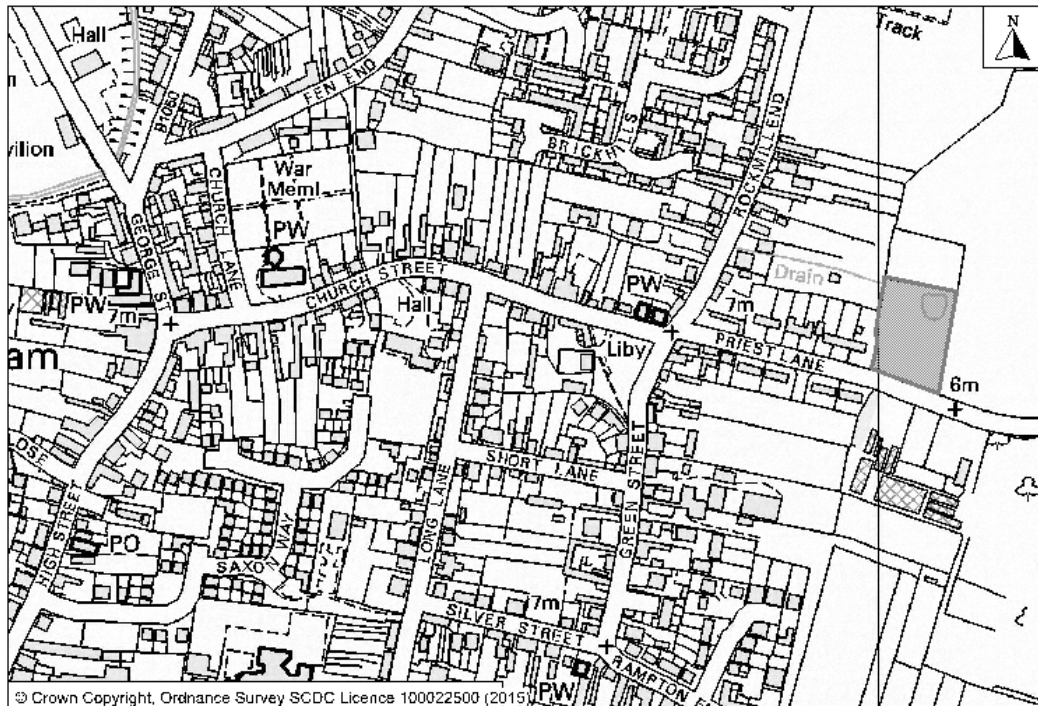 Hall
Track
N
B1050
FEN END
vilion
BRICKHILLS
ROCKMILL END
War
Meml
CHURCH LANE
PW
GEORGE ST
CHURCH STREET
Drain
PW
PW
7m
Hall
7m
am
Liby
PRIEST LANE
6m
OSE
SHORT LANE
GREEN STREET
LONG LANE
HIGH STREET
PO
SAXON WAY
7m
SILVER STREET
RAMPTON E
PW
© Crown Copyright, Ordnance Survey SCDC Licence 100022500 (2015)